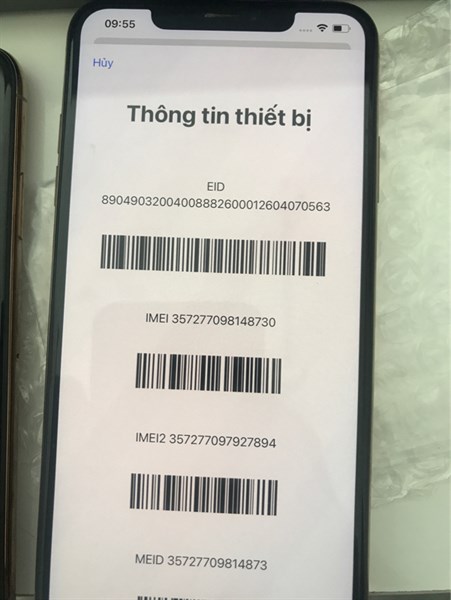 09:55
Hủy
Thông tin thiết bị
EID
89049032004008882600012604070563
IMEI 357277098148730
IMEI2 357277097927894
MEID 35727709814873